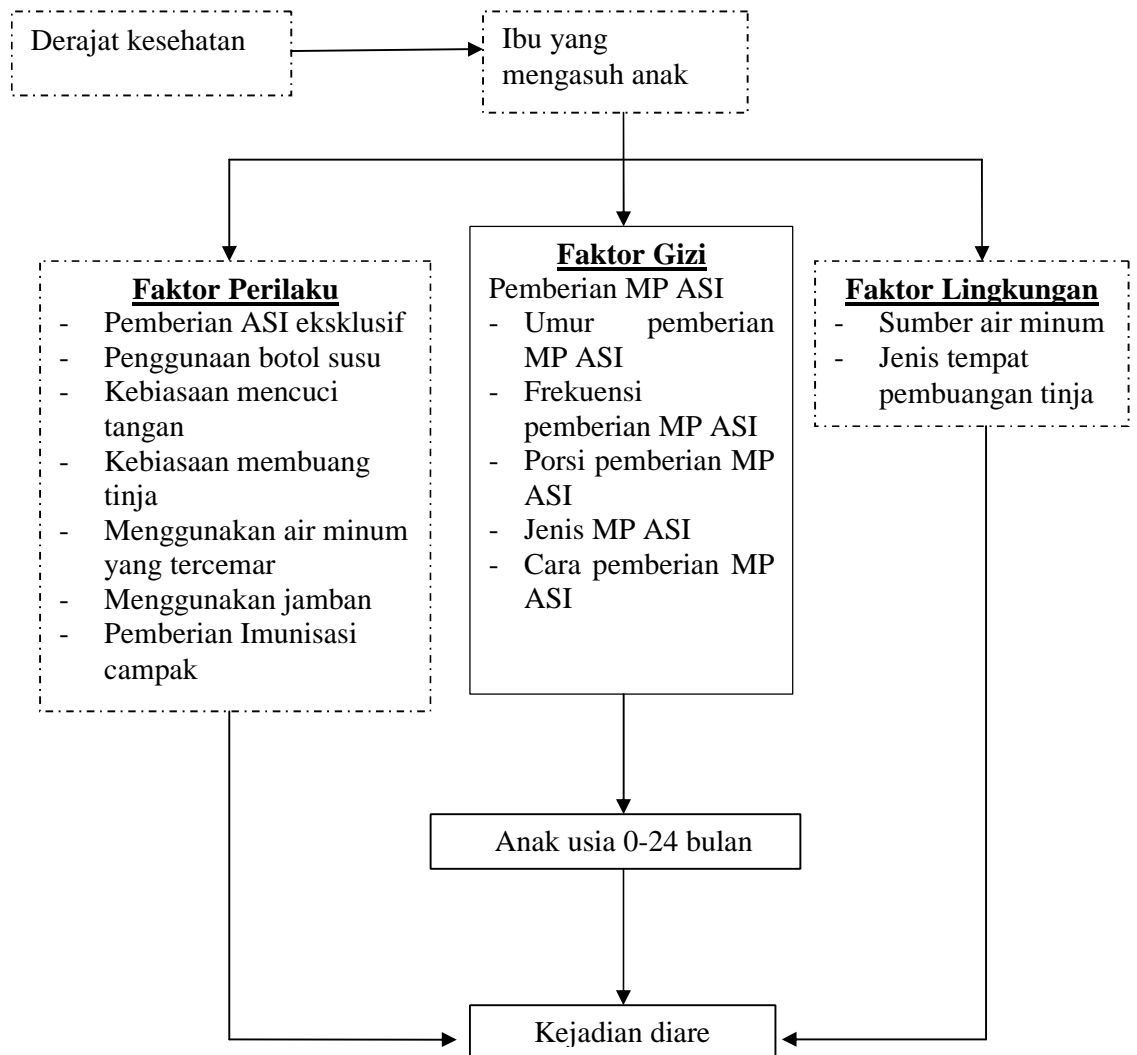 Derajat kesehatan
Ibu yang
mengasuh anak
Faktor Perilaku
- Pemberian ASI eksklusif
- Penggunaan botol susu
- Kebiasaan mencuci
tangan
- Kebiasaan membuang
tinja
- Menggunakan air minum
yang tercemar
- Menggunakan jamban
- Pemberian Imunisasi
campak
Faktor Gizi
Pemberian MP ASI
- Umur pemberian
MP ASI
- Frekuensi
pemberian MP ASI
- Porsi pemberian MP
ASI
- Jenis MP ASI
- Cara pemberian MP
ASI
Faktor Lingkungan
- Sumber air minum
- Jenis tempat
pembuangan tinja
Anak usia 0-24 bulan
Kejadian diare